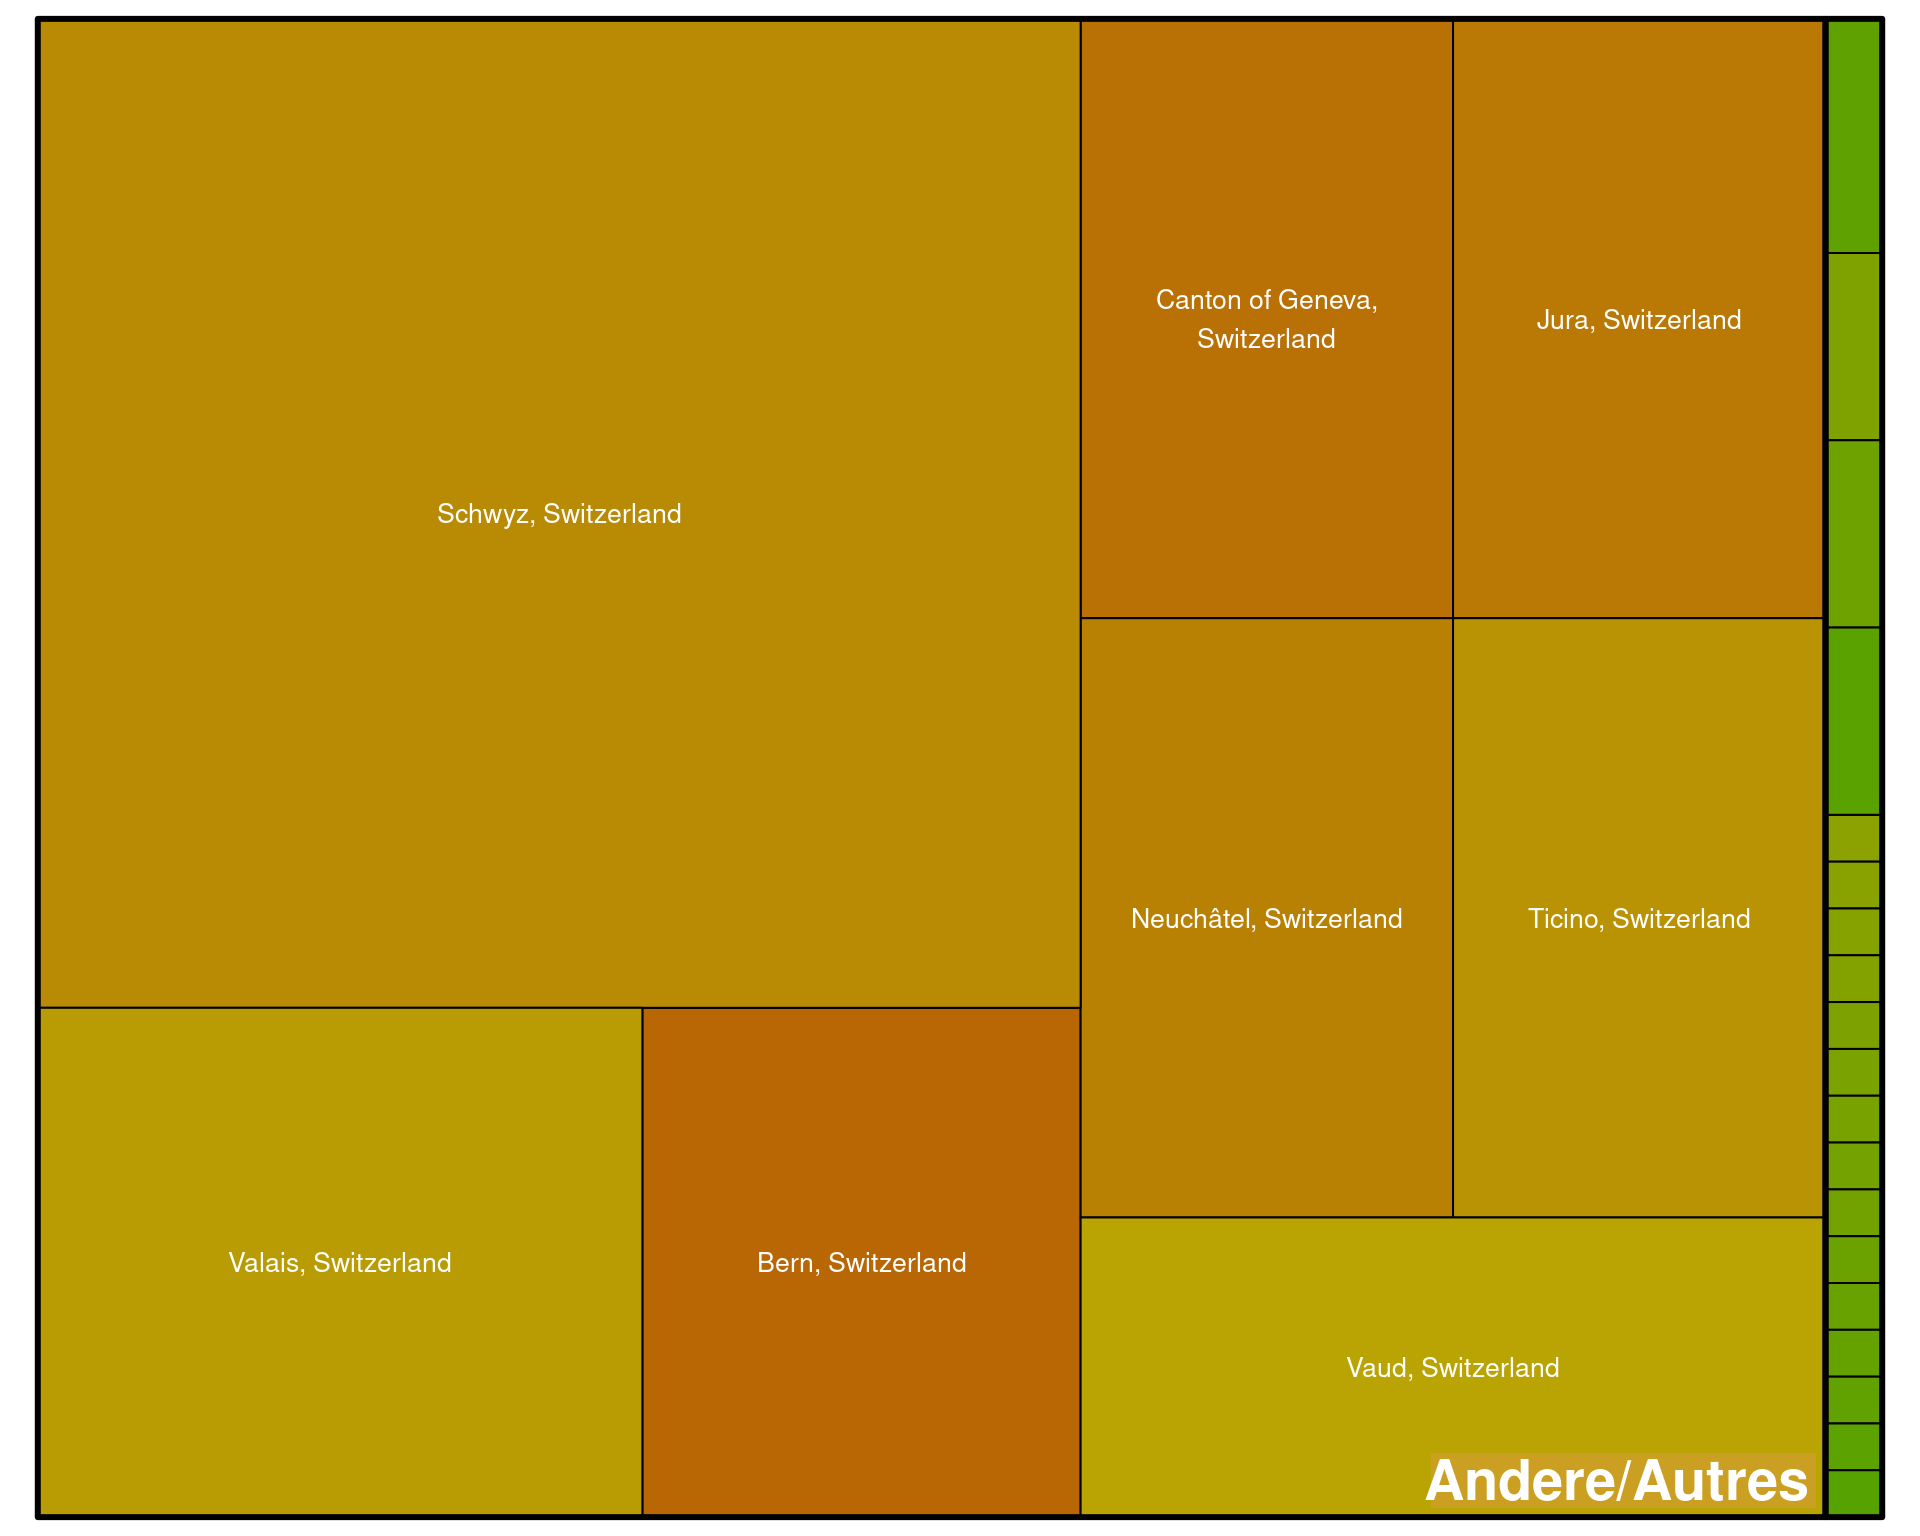 Schwyz, Switzerland
Canton of Geneva,
Switzerland
Jura, Switzerland
Neuchâtel, Switzerland
Ticino, Switzerland
Valais, Switzerland
Bern, Switzerland
Vaud, Switzerland
Andere/Autres